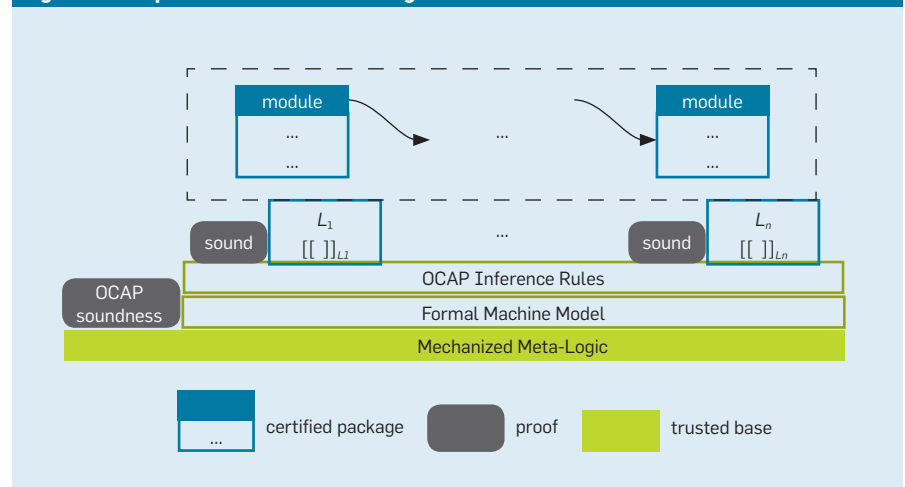 module
module
...
...
...
...
...
L1
Ln
sound
...
sound
[[ ]]L1
[[ ]]Ln
OCAP Inference Rules
OCAP
soundness
Formal Machine Model
Mechanized Meta-Logic
...
certified package
proof
trusted base